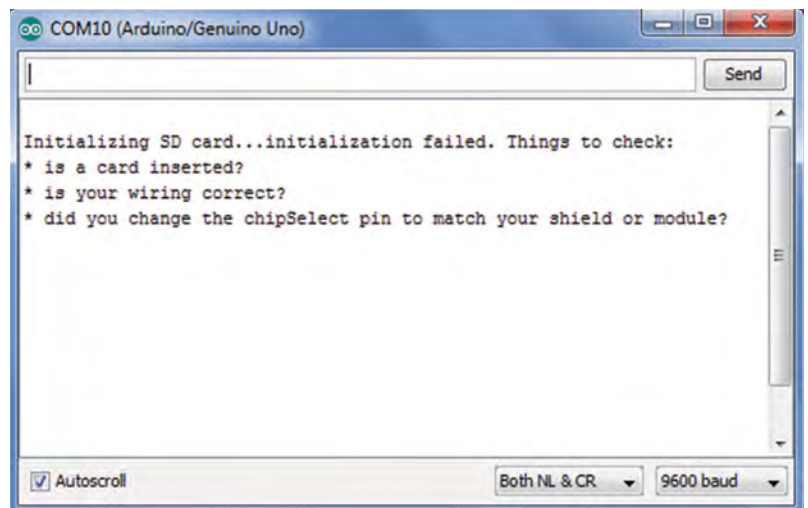 COM10 (Arduino/Genuino Uno)
Send
Initializing SD card...initialization failed. Things to check:
* is a card inserted?
* is your wiring correct?
* did you change the chipSelect pin to match your shield or module?
Autoscroll
Both NL & CR
9600 baud